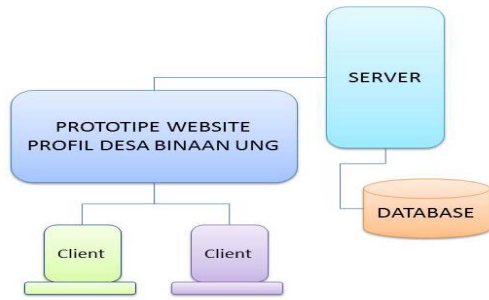 SERVER
PROTOTIPE WEBSITE
PROFIL DESA BINAAN UNG
DATABASE
Client
Client